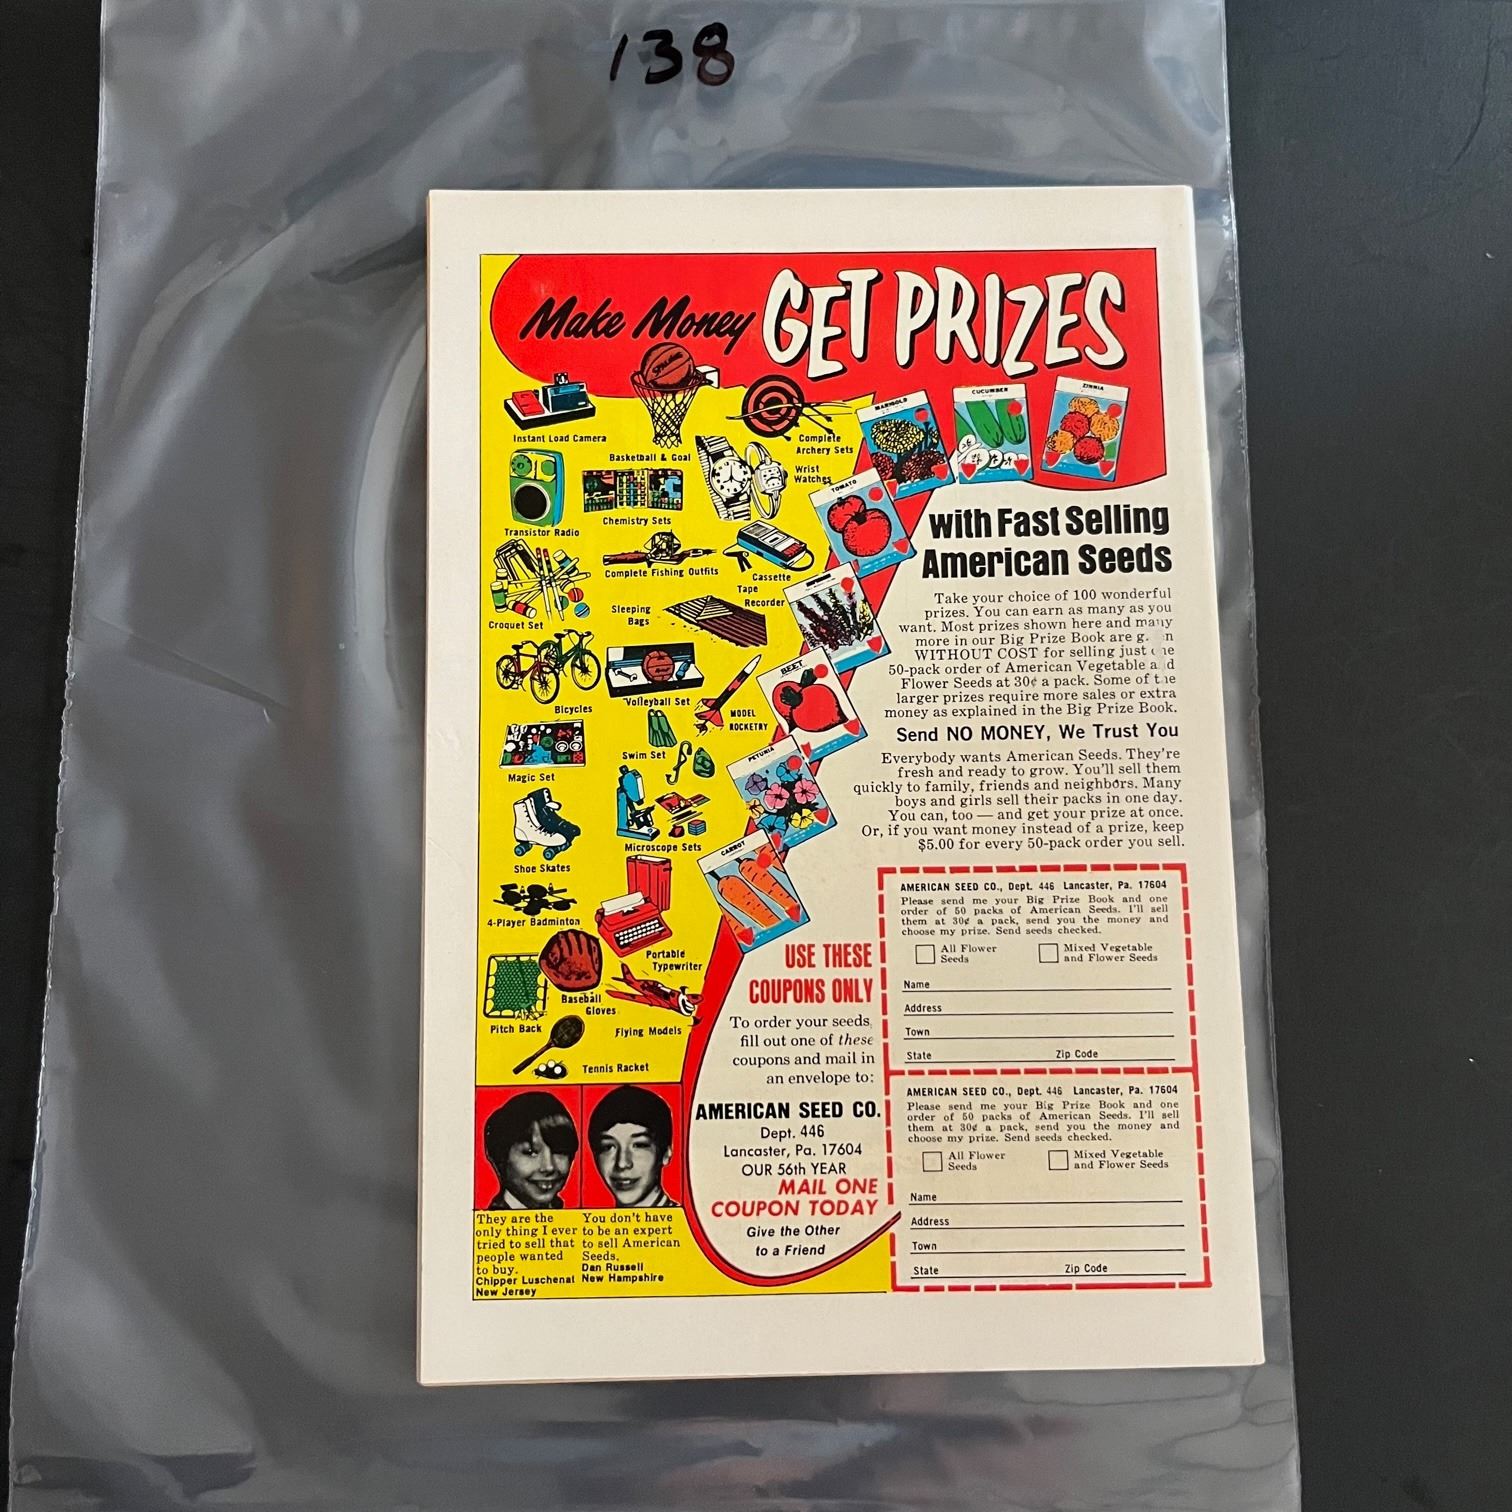 138
Make Money GET PRIZES
SPALDING
Instant Load Camera
Basketball & Goal
Complete
Archery Sets
Wrist
Watches
Transistor Radio
Chemistry Sets
Complete Fishing Outfits
Cassette
Tape
Recorder
Croquet Set
Sleeping
Bags
Bicycles
Volleyball Set
MODEL
ROCKETRY
Magic Set
Swim Set
Shoe Skates
Microscope Sets
4-Player Badminton
Portable
Typewriter
Pitch Back
Baseball
Gloves
Flying Models
Tennis Racket
MARIGOLD
CUCUMBER
ZINNIA
TOMATO
BEET
PETUNIA
CARROT
with Fast Selling
American Seeds
Take your choice of 100 wonderful
prizes. You can earn as many as you
want. Most prizes shown here and many
more in our Big Prize Book are g. n
WITHOUT COST for selling just ne
50-pack order of American Vegetable a d
Flower Seeds at 30¢ a pack. Some of t e
larger prizes require more sales or extra
money as explained in the Big Prize Book.
Send NO MONEY, We Trust You
Everybody wants American Seeds. They're
fresh and ready to grow. You'll sell them
quickly to family, friends and neighbors. Many
boys and girls sell their packs in one day.
You can, too — and get your prize at once.
Or, if you want money instead of a prize, keep
$5.00 for every 50-pack order you sell.
USE THESE
COUPONS ONLY
To order your seeds,
fill out one of these
coupons and mail in
an envelope to:
AMERICAN SEED CO.
Dept. 446
Lancaster, Pa. 17604
OUR 56th YEAR
MAIL ONE
COUPON TODAY
Give the Other
to a Friend
AMERICAN SEED CO., Dept. 446 Lancaster, Pa. 17604
Please send me your Big Prize Book and one
order of 50 packs of American Seeds. I'll sell
them at 30¢ a pack, send you the money and
choose my prize. Send seeds checked.
All Flower
Seeds
Mixed Vegetable
and Flower Seeds
Name
Address
Town
State Zip Code
AMERICAN SEED CO., Dept. 446 Lancaster, Pa. 17604
Please send me your Big Prize Book and one
order of 50 packs of American Seeds. I'll sell
them at 30¢ a pack, send you the money and
choose my prize. Send seeds checked.
All Flower
Seeds
Mixed Vegetable
and Flower Seeds
Name
Address
Town
State Zip Code
They are the
only thing I ever
tried to sell that
people wanted
to buy.
Chipper Luschenat
New Jersey
You don't have
to be an expert
to sell American
Seeds.
Dan Russell
New Hampshire